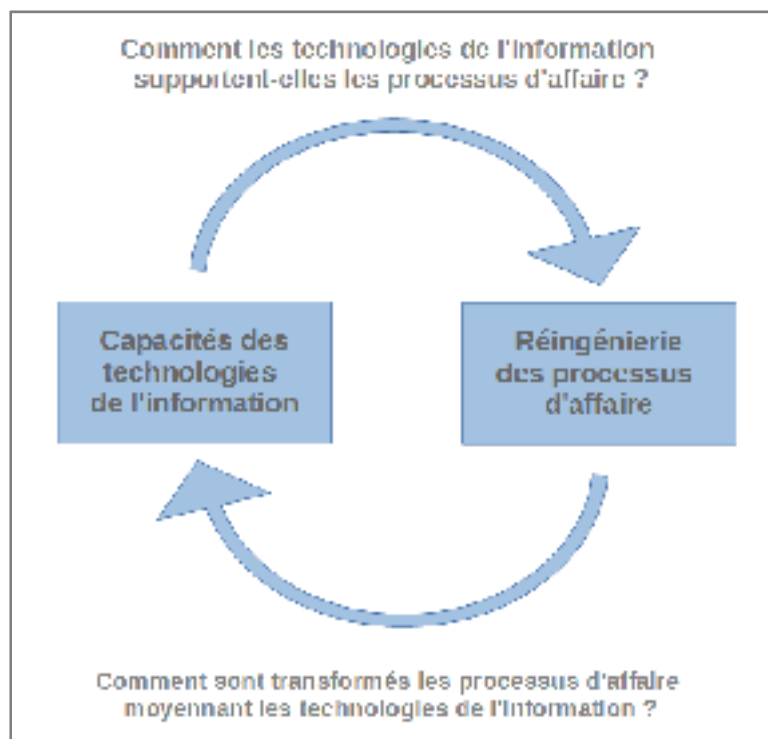 Comment les technologies de l'information
supportent-elles les processus d'affaire ?
Capacités des
technologies
de l'information
Réingénierie
des processus
d'affaire
Comment sont transformés les processus d'affaire
moyennant les technologies de l'information ?